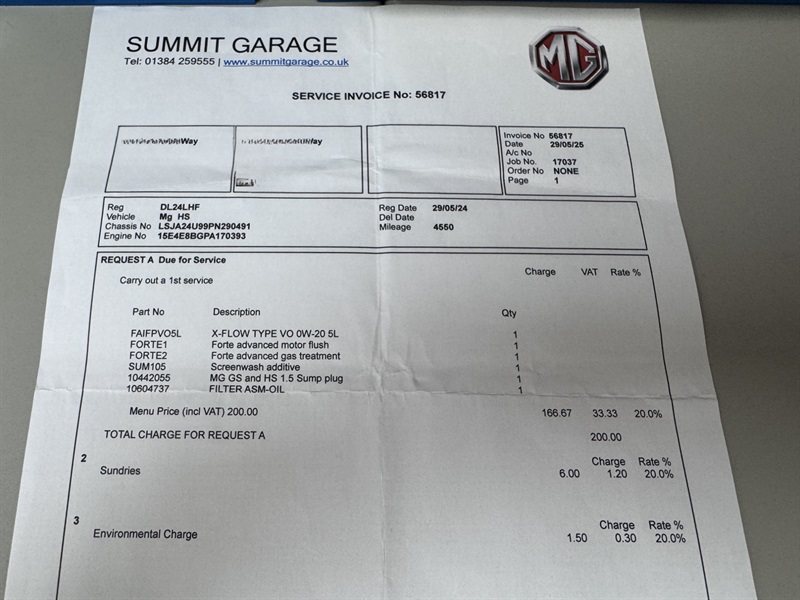 SUMMIT GARAGE
Tel: 01384 259555 | www.summitgarage.co.uk
MG
SERVICE INVOICE No: 56817
Way
Invoice No 56817
Date 29/05/25
A/c No
Job No. 17037
Order No NONE
Page 1
Reg DL24LHF Reg Date 29/05/24
Vehicle Mg HS Del Date
Chassis No LSJA24U99PN290491 Mileage 4550
Engine No 15E4E8BGPA170393
REQUEST A Due for Service Charge VAT Rate %
Carry out a 1st service
Part No Description Qty
FAIFPVO5L X-FLOW TYPE VO 0W-20 5L 1
FORTE1 Forte advanced motor flush 1
FORTE2 Forte advanced gas treatment 1
SUM105 Screenwash additive 1
10442055 MG GS and HS 1.5 Sump plug 1
10604737 FILTER ASM-OIL 1
Menu Price (incl VAT) 200.00 166.67 33.33 20.0%
TOTAL CHARGE FOR REQUEST A 200.00
2 Charge Rate %
Sundries 6.00 1.20 20.0%
3 Charge Rate %
Environmental Charge 1.50 0.30 20.0%